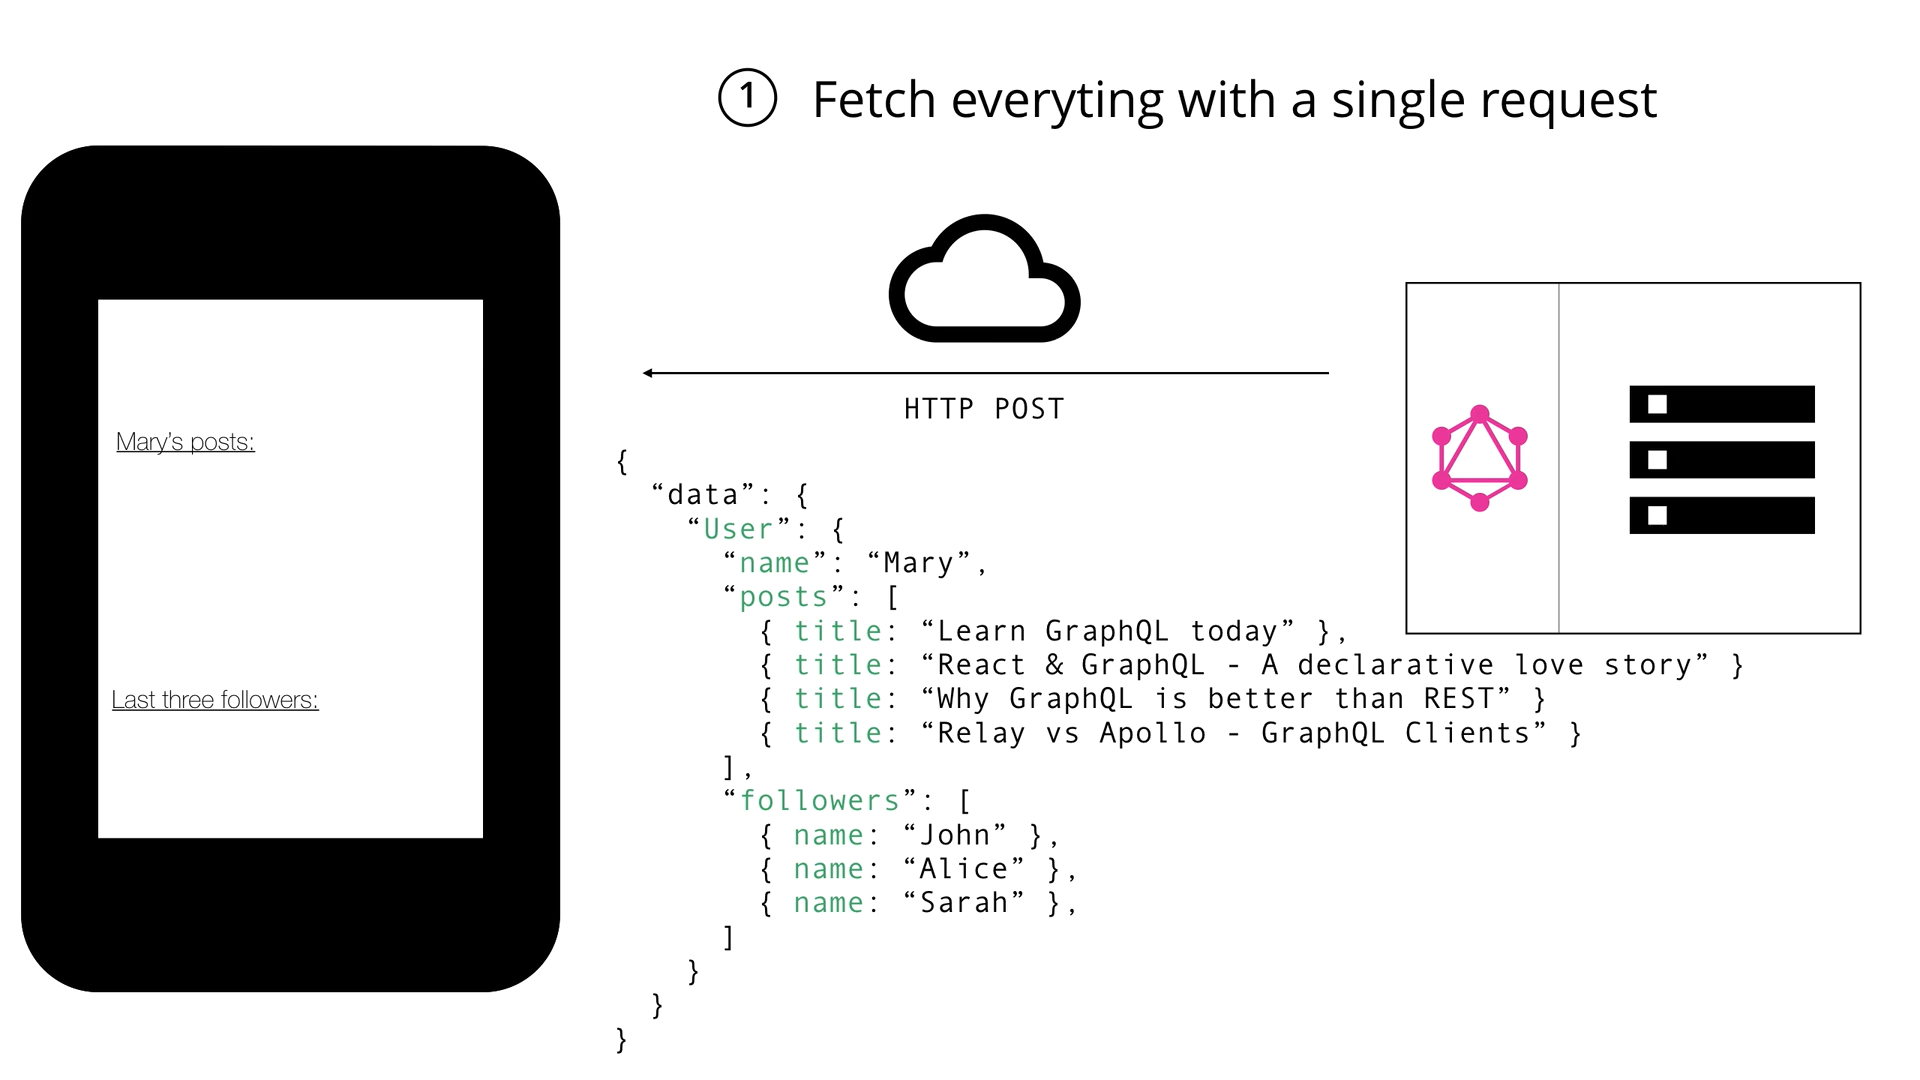 1 Fetch everyting with a single request
HTTP POST
Mary's posts:
Last three followers:
{
“data”: {
“User”: {
“name”: “Mary”,
“posts”: [
{ title: “Learn GraphQL today” },
{ title: “React & GraphQL - A declarative love story” }
{ title: “Why GraphQL is better than REST” }
{ title: “Relay vs Apollo - GraphQL Clients” }
],
“followers”: [
{ name: “John” },
{ name: “Alice” },
{ name: “Sarah” },
]
}
}
}